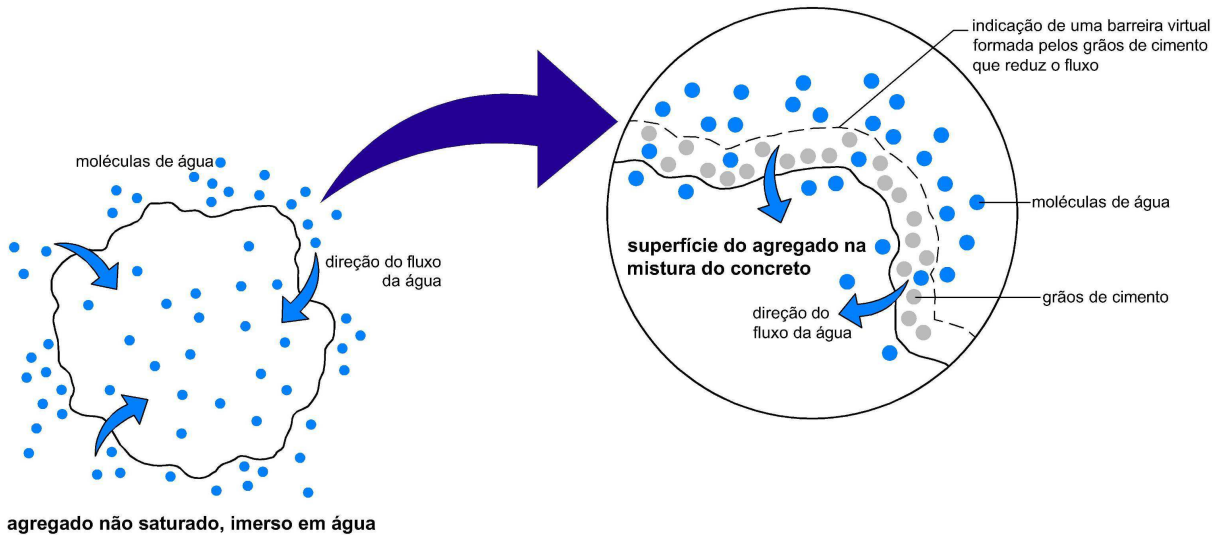 moléculas de água
direção do fluxo
da água
agregado não saturado, imerso em água
indicação de uma barreira virtual
formada pelos grãos de cimento
que reduz o fluxo
moléculas de água
superfície do agregado na
mistura do concreto
grãos de cimento
direção do
fluxo da água